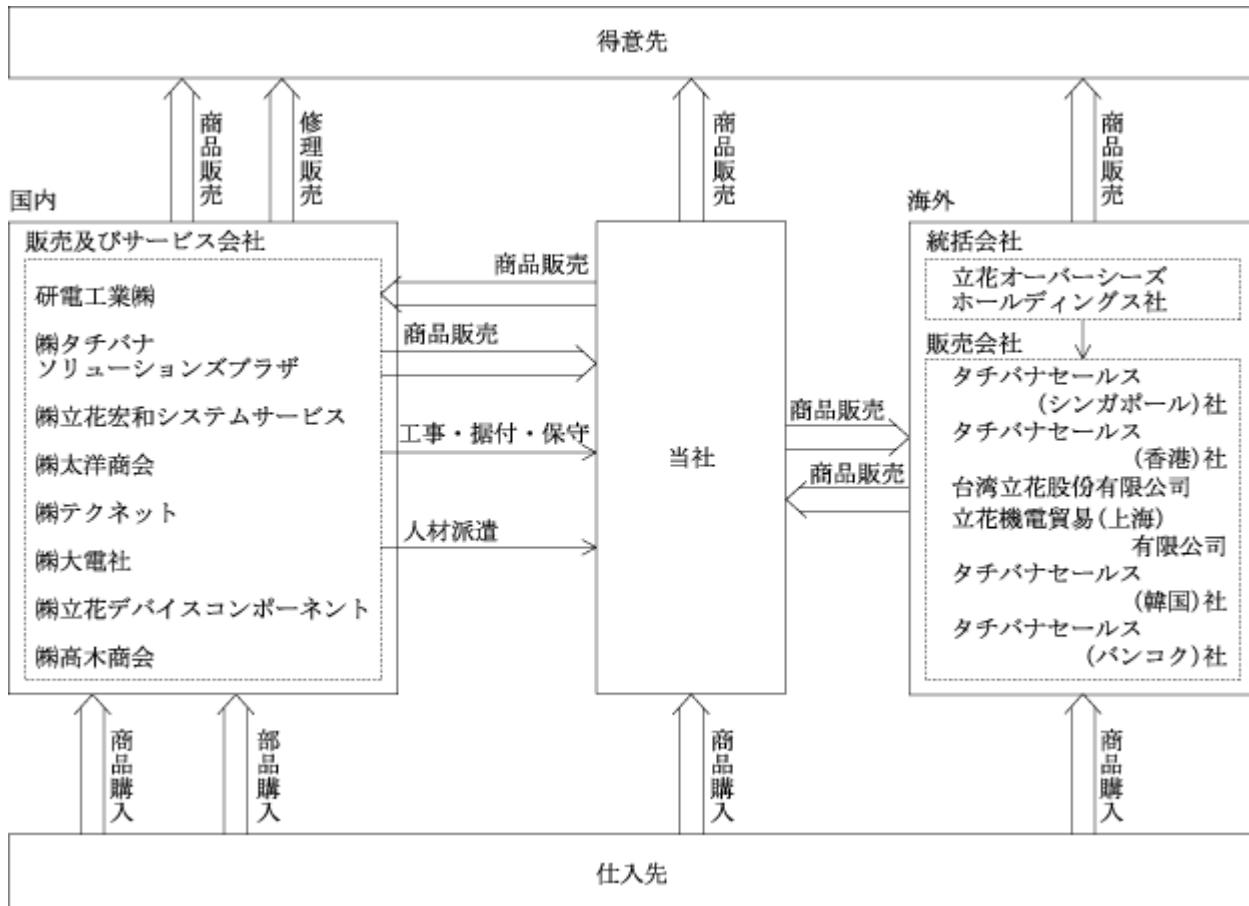 得意先
商品販売
修理販売
商品販売
商品販売
国内
海外
販売及びサービス会社
研電工業㈱
㈱タチバナ
ソリューションズプラザ
㈱立花宏和システムサービス
㈱太洋商会
㈱テクネット
㈱大電社
㈱立花デバイスコンポーネント
㈱高木商会
商品販売
商品販売
工事・据付・保守
人材派遣
当社
商品販売
商品販売
統括会社
立花オーバーシーズ
ホールディングス社
販売会社
タチバナセールス
(シンガポール)社
タチバナセールス
(香港)社
台湾立花股份有限公司
立花機電貿易(上海)
有限公司
タチバナセールス
(韓国)社
タチバナセールス
(バンコク)社
商品購入
部品購入
商品購入
商品購入
仕入先